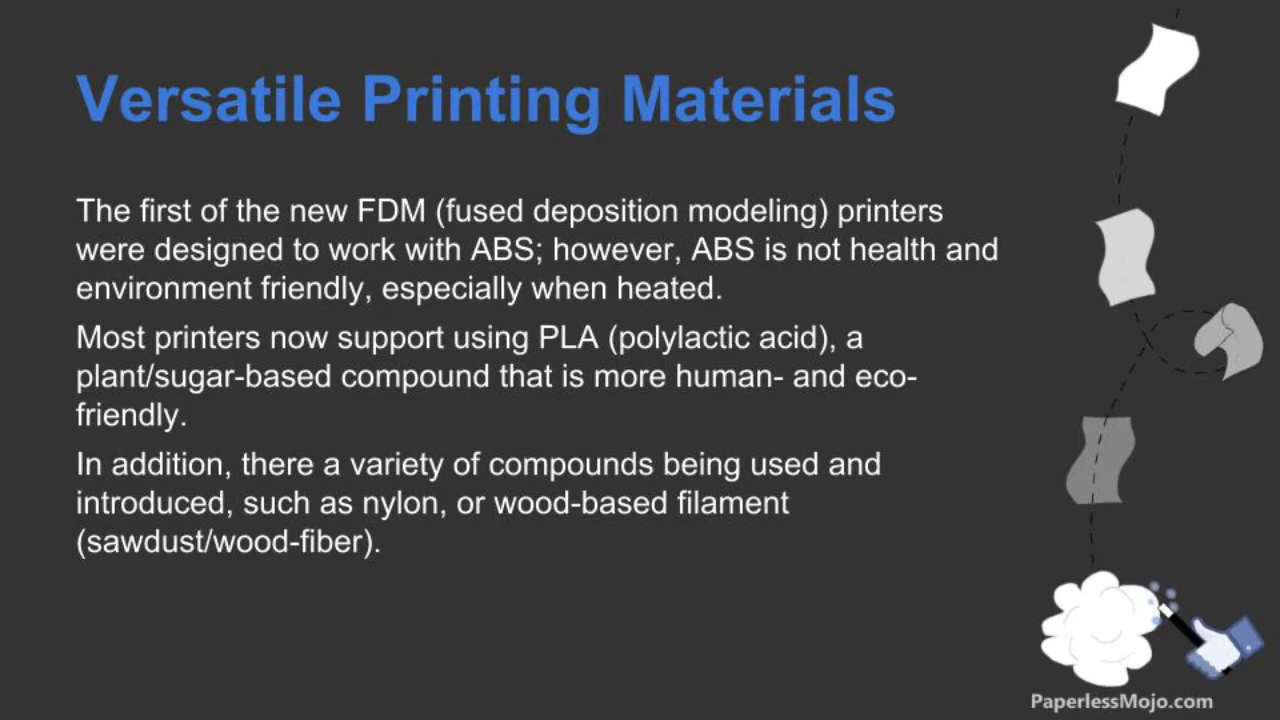 Versatile Printing Materials
The first of the new FDM (fused deposition modeling) printers
were designed to work with ABS; however, ABS is not health and
environment friendly, especially when heated.
Most printers now support using PLA (polylactic acid), a
plant/sugar-based compound that is more human- and eco-
friendly.
In addition, there a variety of compounds being used and
introduced, such as nylon, or wood-based filament
(sawdust/wood-fiber).
PaperlessMojo.com